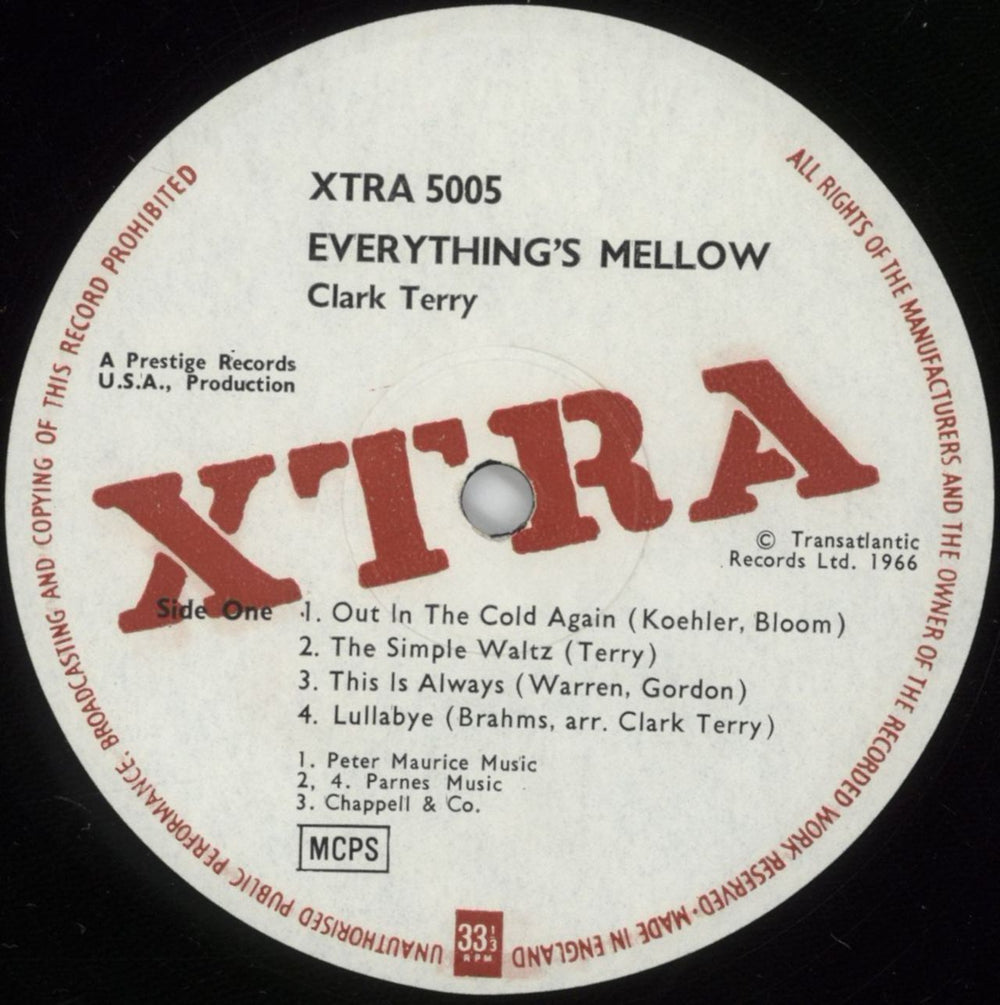 XTRA 5005
EVERYTHING'S MELLOW
Clark Terry
A Prestige Records
U.S.A., Production
XTRA
© Transatlantic
Records Ltd. 1966
Side One
1. Out In The Cold Again (Koehler, Bloom)
2. The Simple Waltz (Terry)
3. This Is Always (Warren, Gordon)
4. Lullabye (Brahms, arr. Clark Terry)
1. Peter Maurice Music
2, 4. Parnes Music
3. Chappell & Co.
MCPS
33⅓
RPM
ALL RIGHTS OF THE MANUFACTURERS AND THE OWNER OF THE RECORDED WORK RESERVED · MADE IN ENGLAND
UNAUTHORISED PUBLIC PERFORMANCE, BROADCASTING AND COPYING OF THIS RECORD PROHIBITED